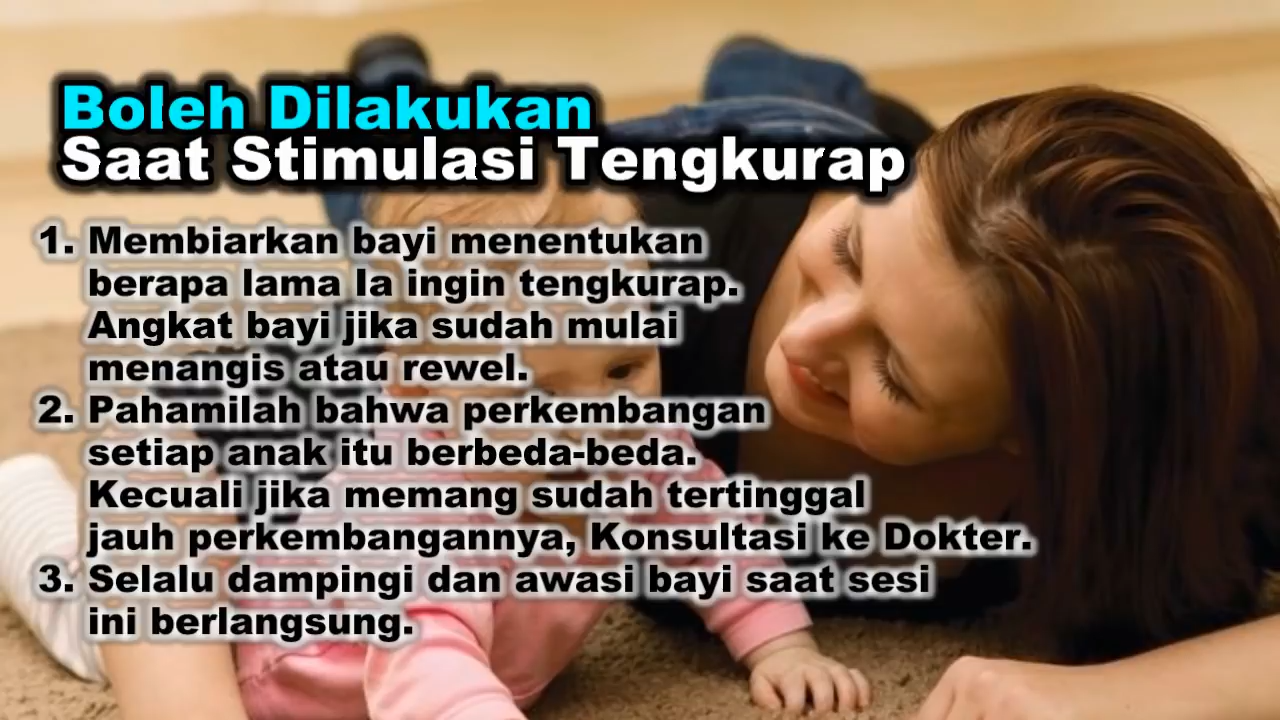 Boleh Dilakukan
Saat Stimulasi Tengkurap
1. Membiarkan bayi menentukan
berapa lama Ia ingin tengkurap.
Angkat bayi jika sudah mulai
menangis atau rewel.
2. Pahamilah bahwa perkembangan
setiap anak itu berbeda-beda.
Kecuali jika memang sudah tertinggal
jauh perkembangannya, Konsultasi ke Dokter.
3. Selalu dampingi dan awasi bayi saat sesi
ini berlangsung.